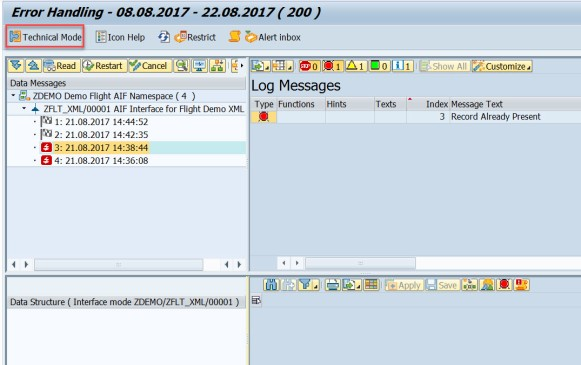 Error Handling - 08.08.2017 - 22.08.2017 ( 200 )
Technical Mode Icon Help Restrict Alert inbox
Read Restart Cancel
0 1 1 0 1 Show All Customize
Data Messages
ZDEMO Demo Flight AIF Namespace ( 4 )
ZFLT_XML/00001 AIF Interface for Flight Demo XML
1: 21.08.2017 14:44:52
2: 21.08.2017 14:42:35
3: 21.08.2017 14:38:44
4: 21.08.2017 14:36:08
Log Messages
Type Functions Hints Texts Index Message Text
3 Record Already Present
Data Structure ( Interface mode ZDEMO/ZFLT_XML/00001 )
Apply Save